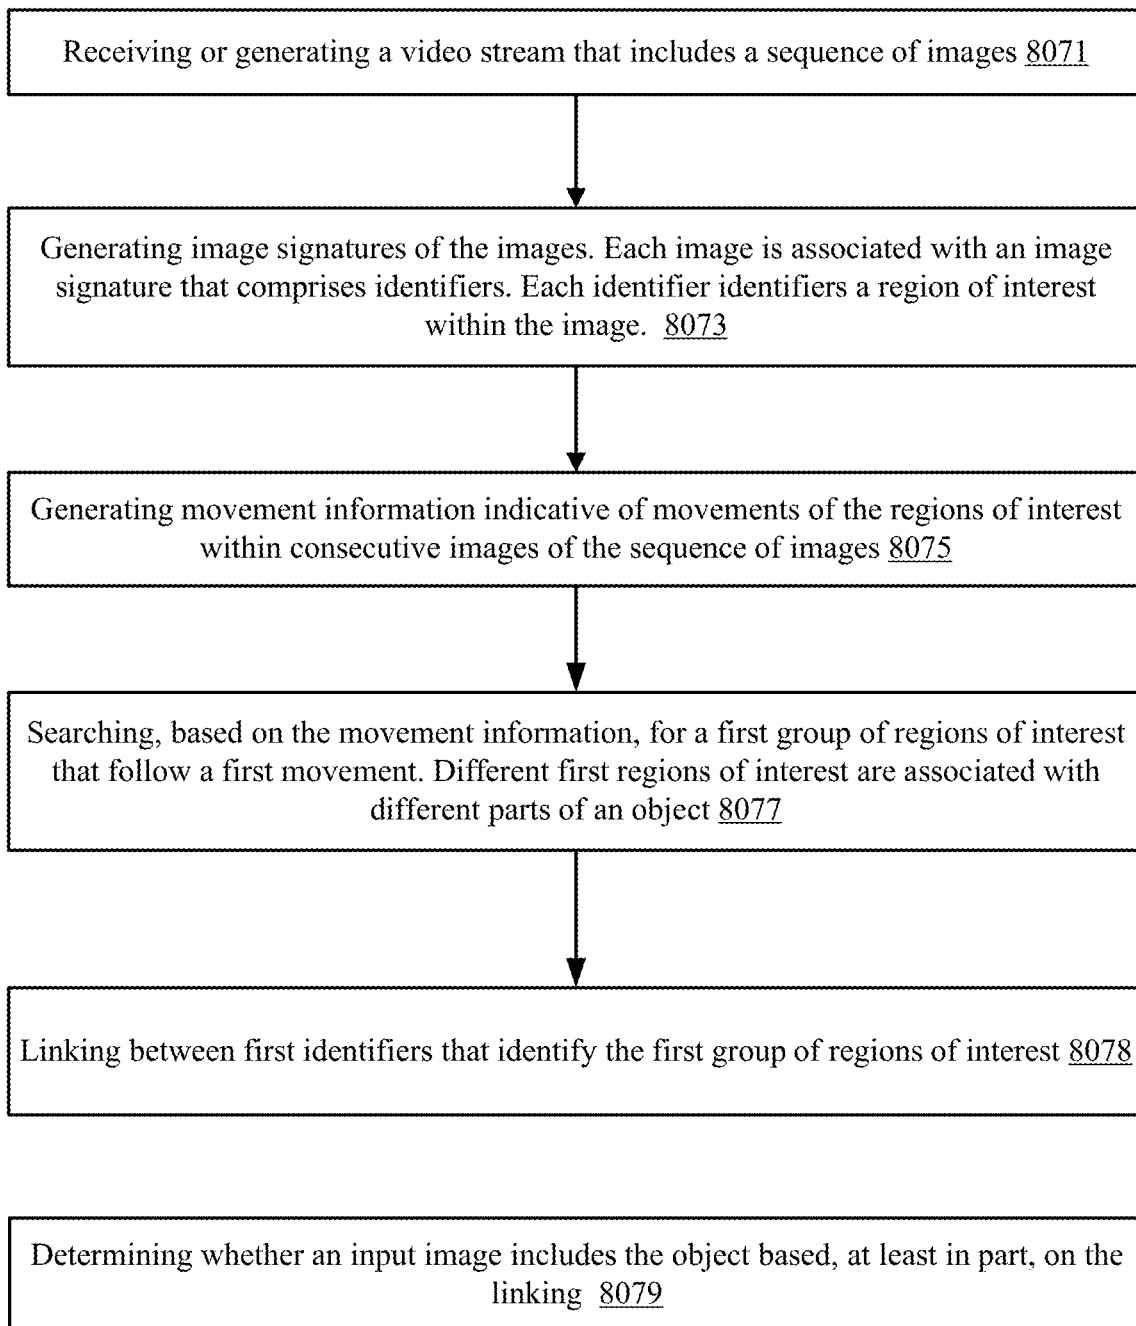 Receiving or generating a video stream that includes a sequence of images 8071
Generating image signatures of the images. Each image is associated with an image
signature that comprises identifiers. Each identifier identifiers a region of interest
within the image. 8073
Generating movement information indicative of movements of the regions of interest
within consecutive images of the sequence of images 8075
Searching, based on the movement information, for a first group of regions of interest
that follow a first movement. Different first regions of interest are associated with
different parts of an object 8077
Linking between first identifiers that identify the first group of regions of interest 8078
Determining whether an input image includes the object based, at least in part, on the
linking 8079